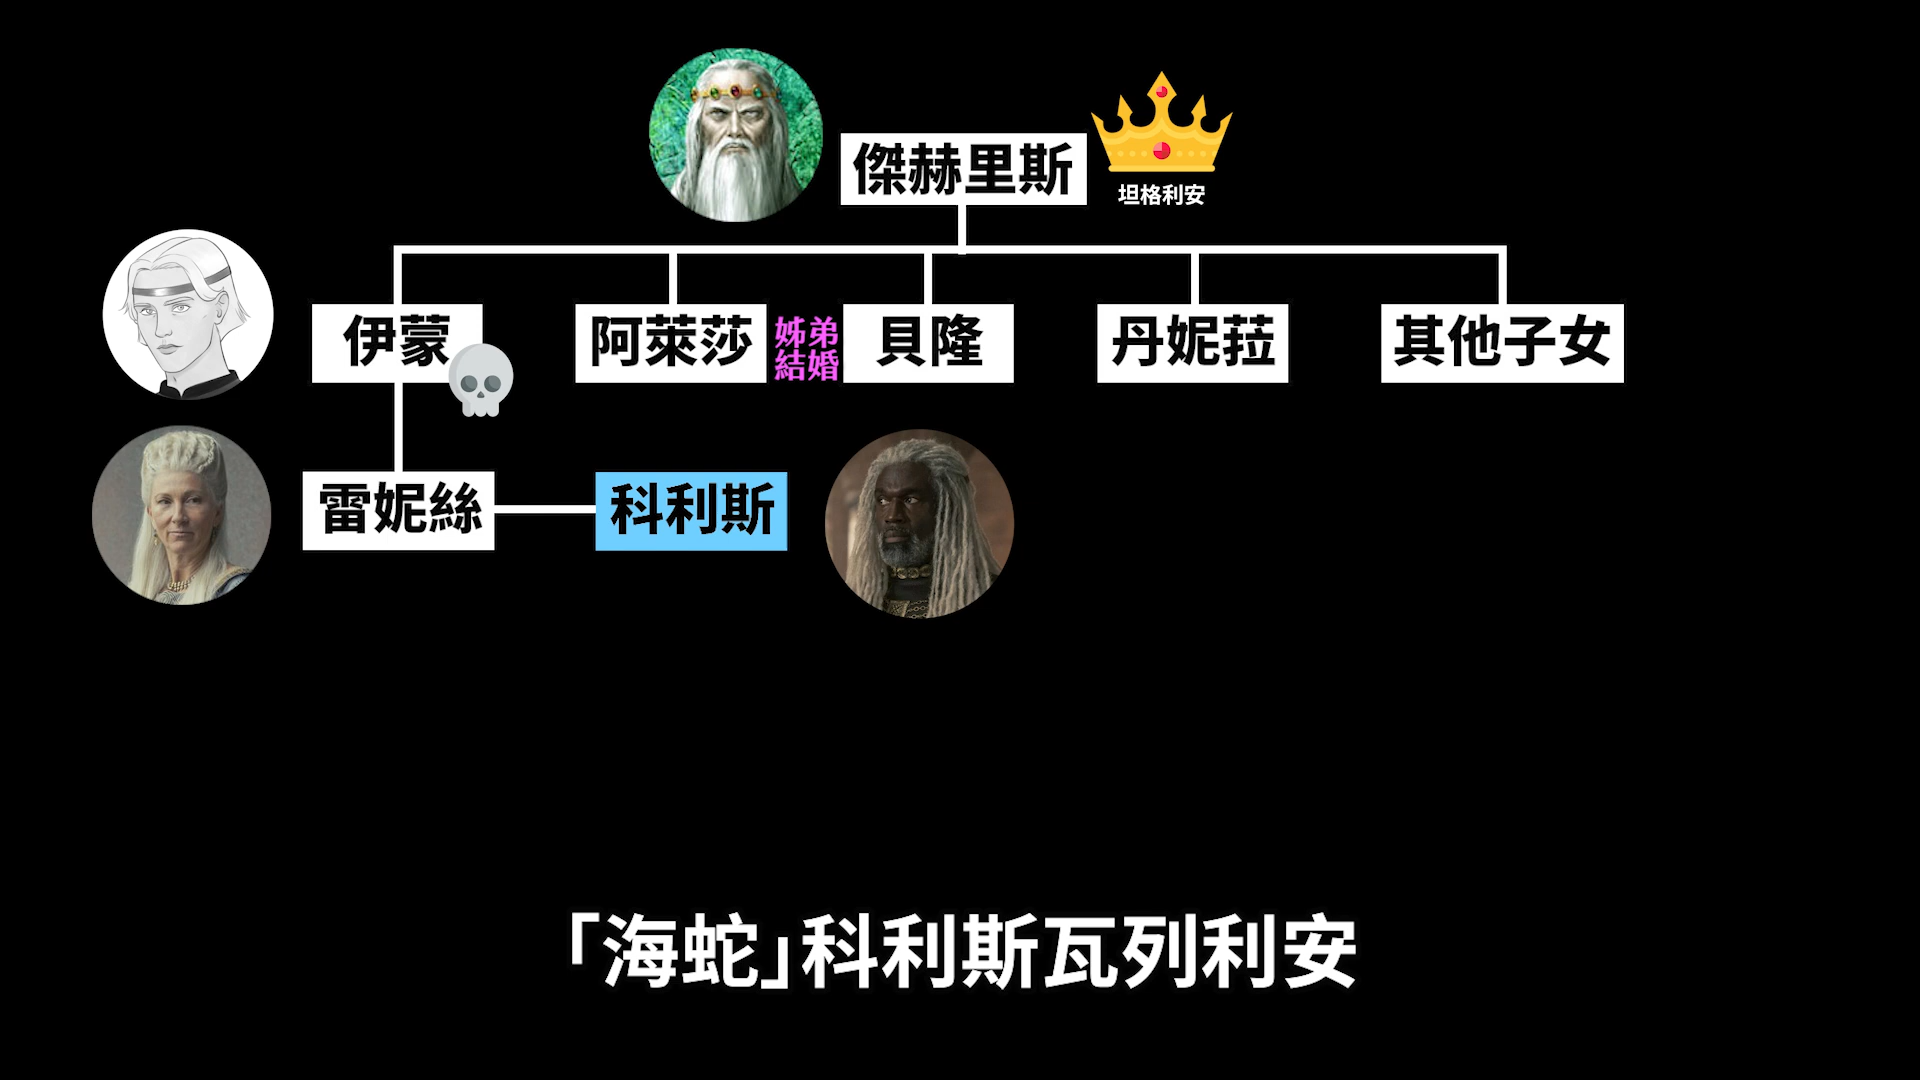 傑赫里斯
坦格利安
伊蒙
阿萊莎
姊弟
結婚
貝隆
丹妮菈
其他子女
雷妮絲
科利斯
「海蛇」科利斯瓦列利安